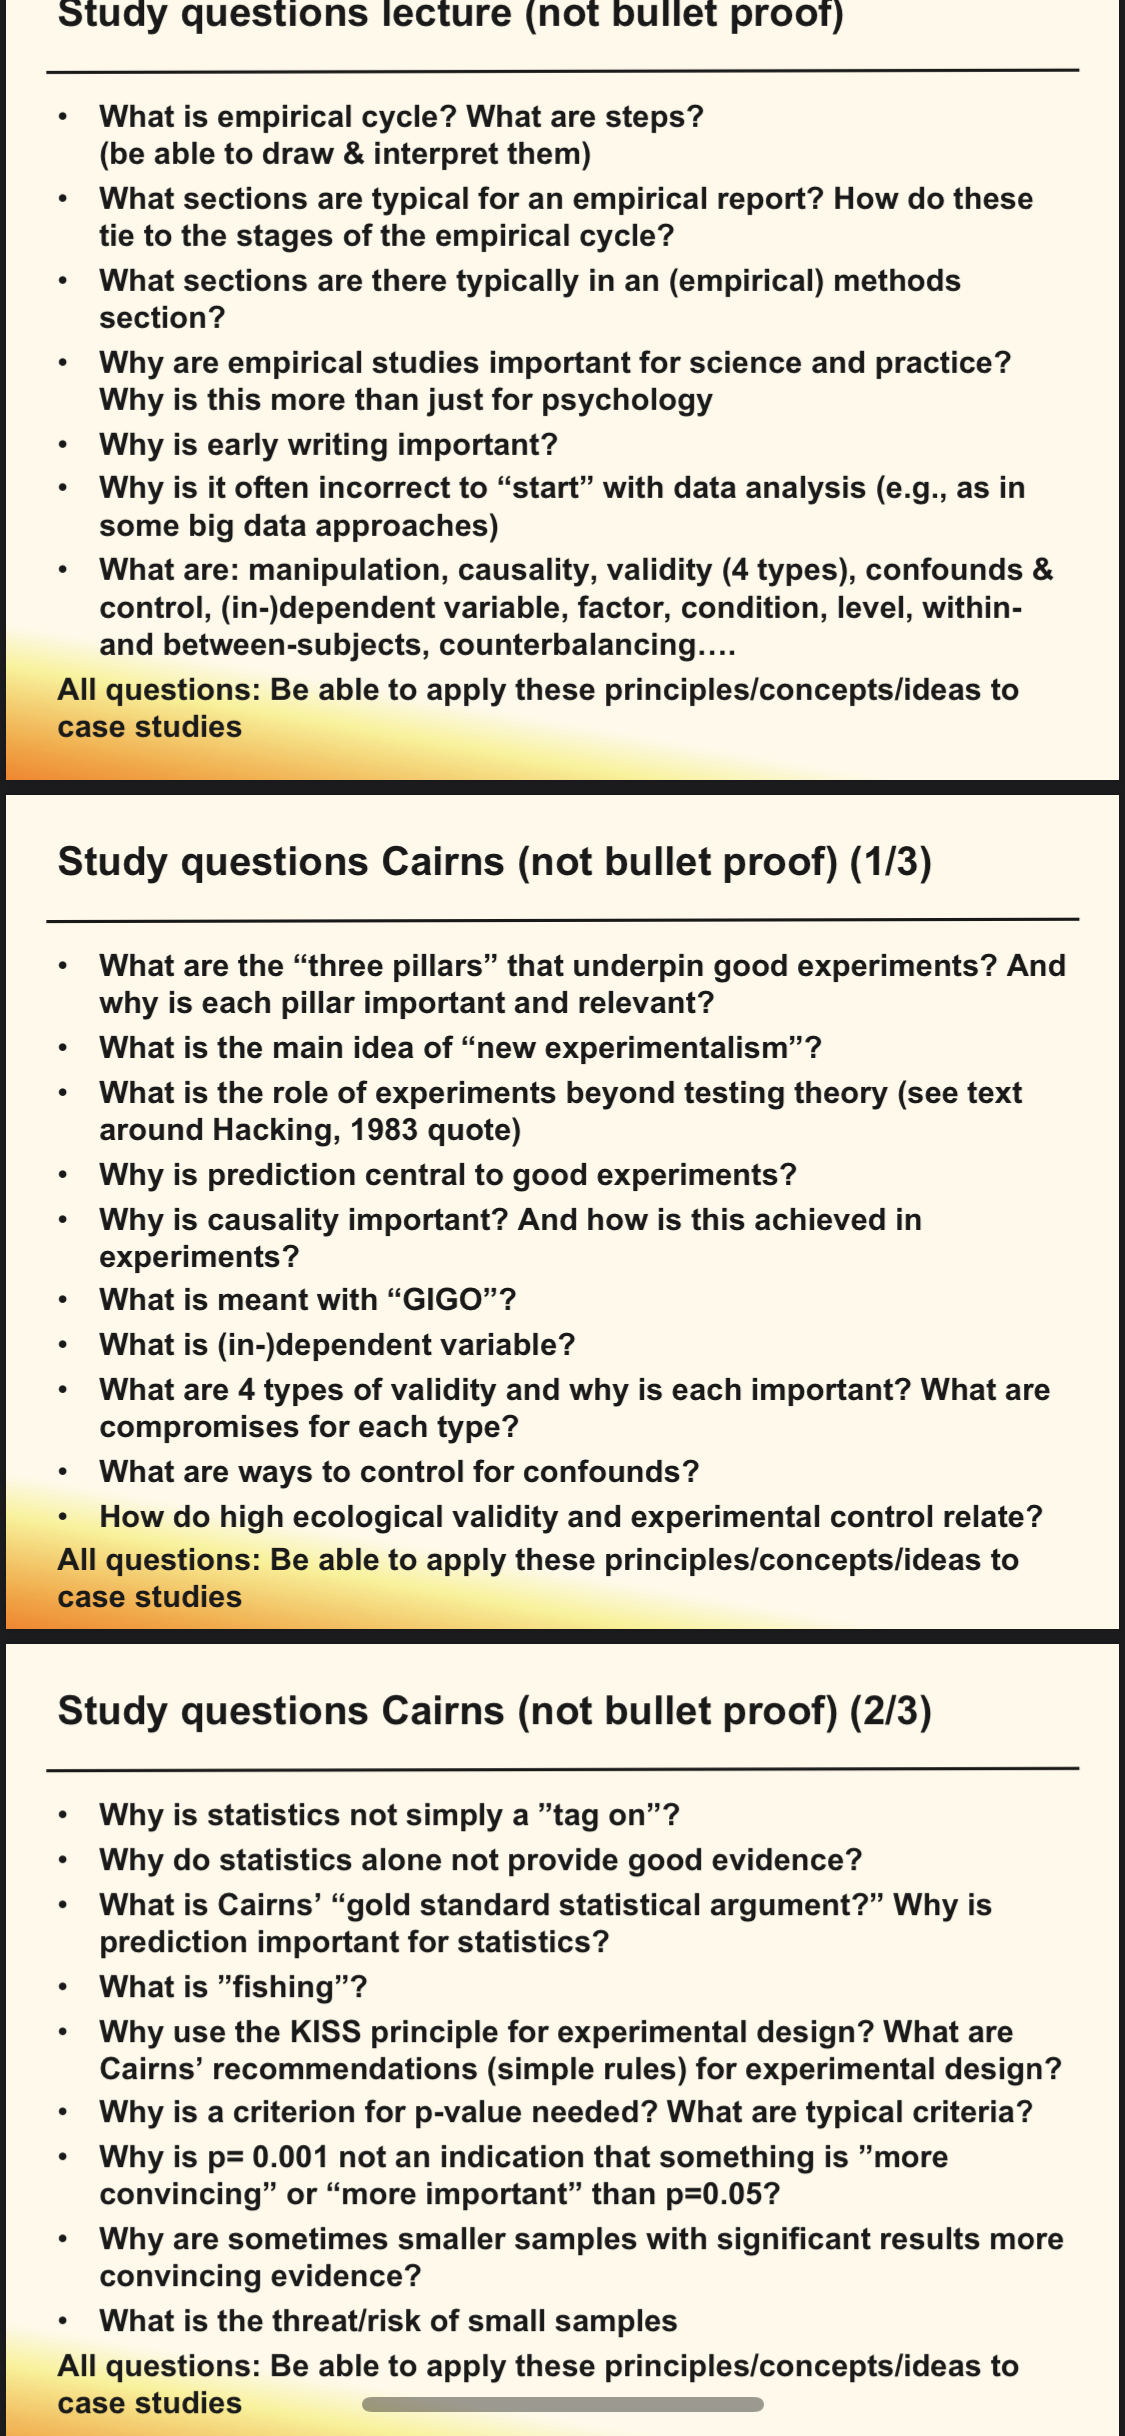 Study questions lecture (not bullet proof)
• What is empirical cycle? What are steps?
(be able to draw & interpret them)
• What sections are typical for an empirical report? How do these
tie to the stages of the empirical cycle?
• What sections are there typically in an (empirical) methods
section?
• Why are empirical studies important for science and practice?
Why is this more than just for psychology
• Why is early writing important?
• Why is it often incorrect to “start” with data analysis (e.g., as in
some big data approaches)
• What are: manipulation, causality, validity (4 types), confounds &
control, (in-)dependent variable, factor, condition, level, within-
and between-subjects, counterbalancing....
All questions: Be able to apply these principles/concepts/ideas to
case studies
Study questions Cairns (not bullet proof) (1/3)
• What are the “three pillars” that underpin good experiments? And
why is each pillar important and relevant?
• What is the main idea of “new experimentalism”?
• What is the role of experiments beyond testing theory (see text
around Hacking, 1983 quote)
• Why is prediction central to good experiments?
• Why is causality important? And how is this achieved in
experiments?
• What is meant with “GIGO”?
• What is (in-)dependent variable?
• What are 4 types of validity and why is each important? What are
compromises for each type?
• What are ways to control for confounds?
• How do high ecological validity and experimental control relate?
All questions: Be able to apply these principles/concepts/ideas to
case studies
Study questions Cairns (not bullet proof) (2/3)
• Why is statistics not simply a ”tag on”?
• Why do statistics alone not provide good evidence?
• What is Cairns’ “gold standard statistical argument?” Why is
prediction important for statistics?
• What is ”fishing”?
• Why use the KISS principle for experimental design? What are
Cairns’ recommendations (simple rules) for experimental design?
• Why is a criterion for p-value needed? What are typical criteria?
• Why is p= 0.001 not an indication that something is ”more
convincing” or “more important” than p=0.05?
• Why are sometimes smaller samples with significant results more
convincing evidence?
• What is the threat/risk of small samples
All questions: Be able to apply these principles/concepts/ideas to
case studies